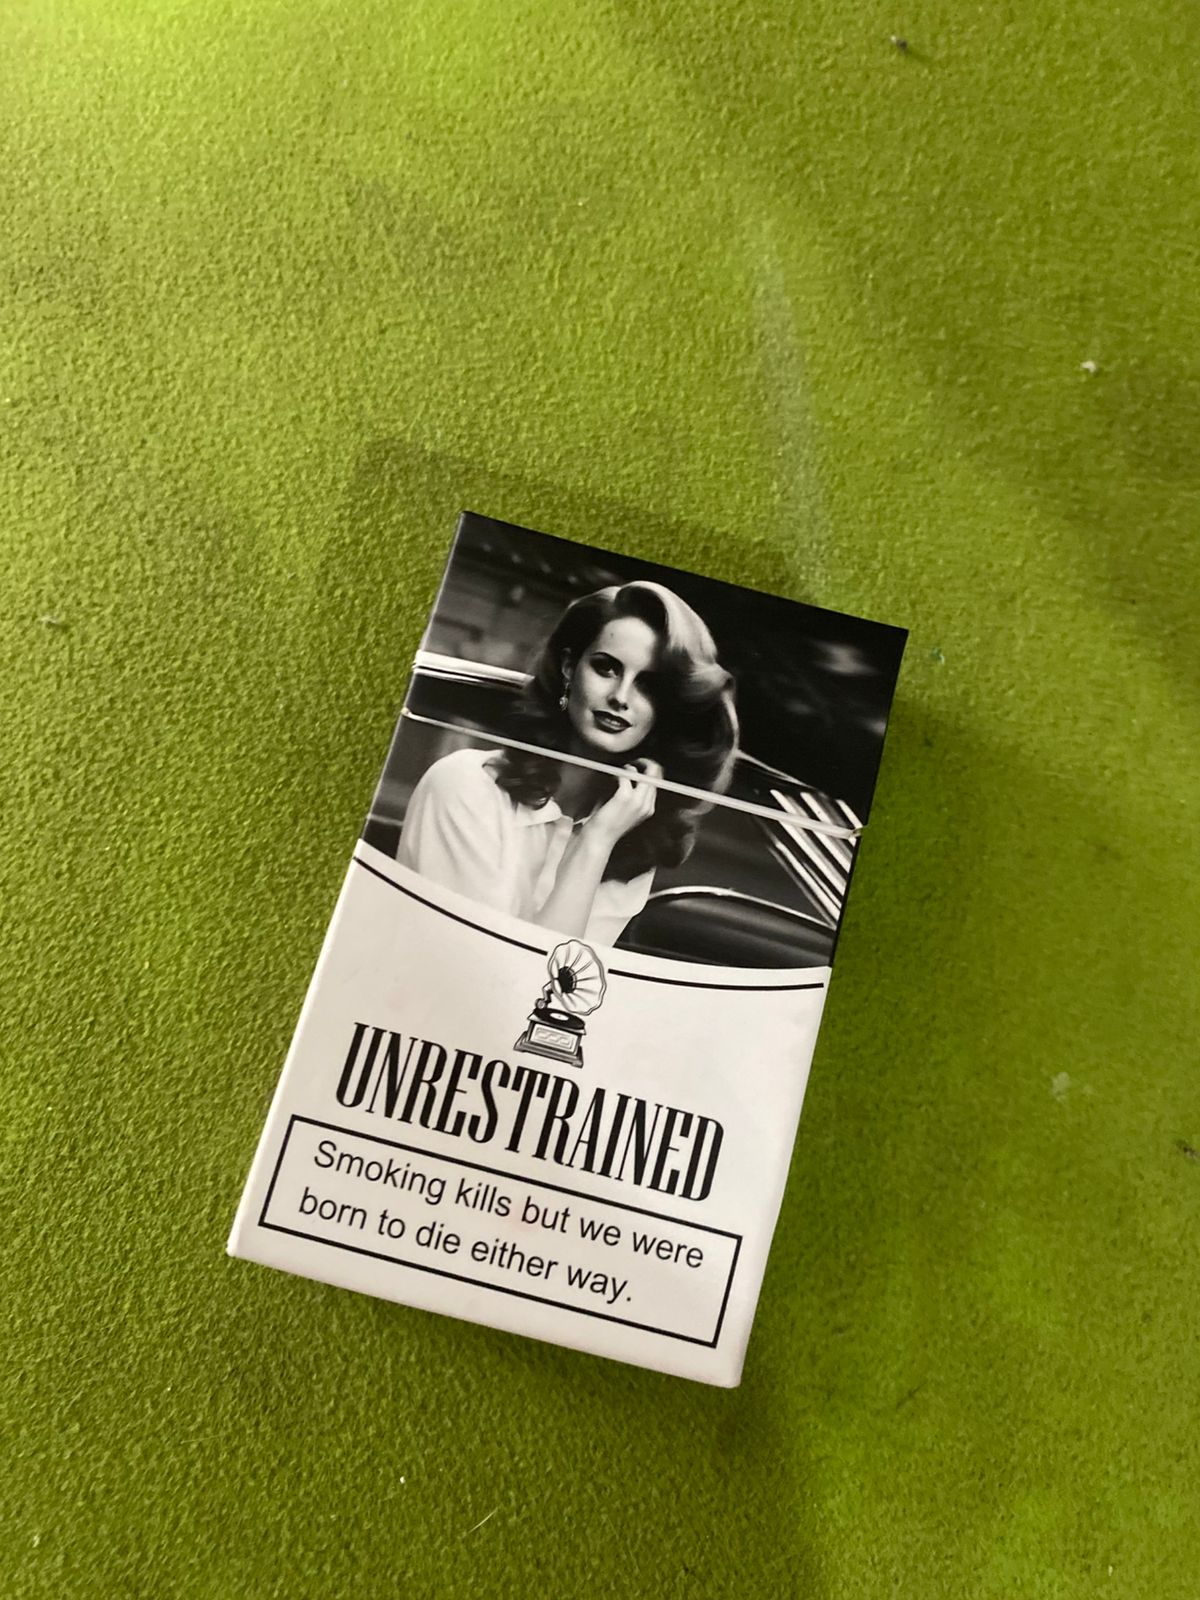 UNRESTRAINED
Smoking kills but we were
born to die either way.